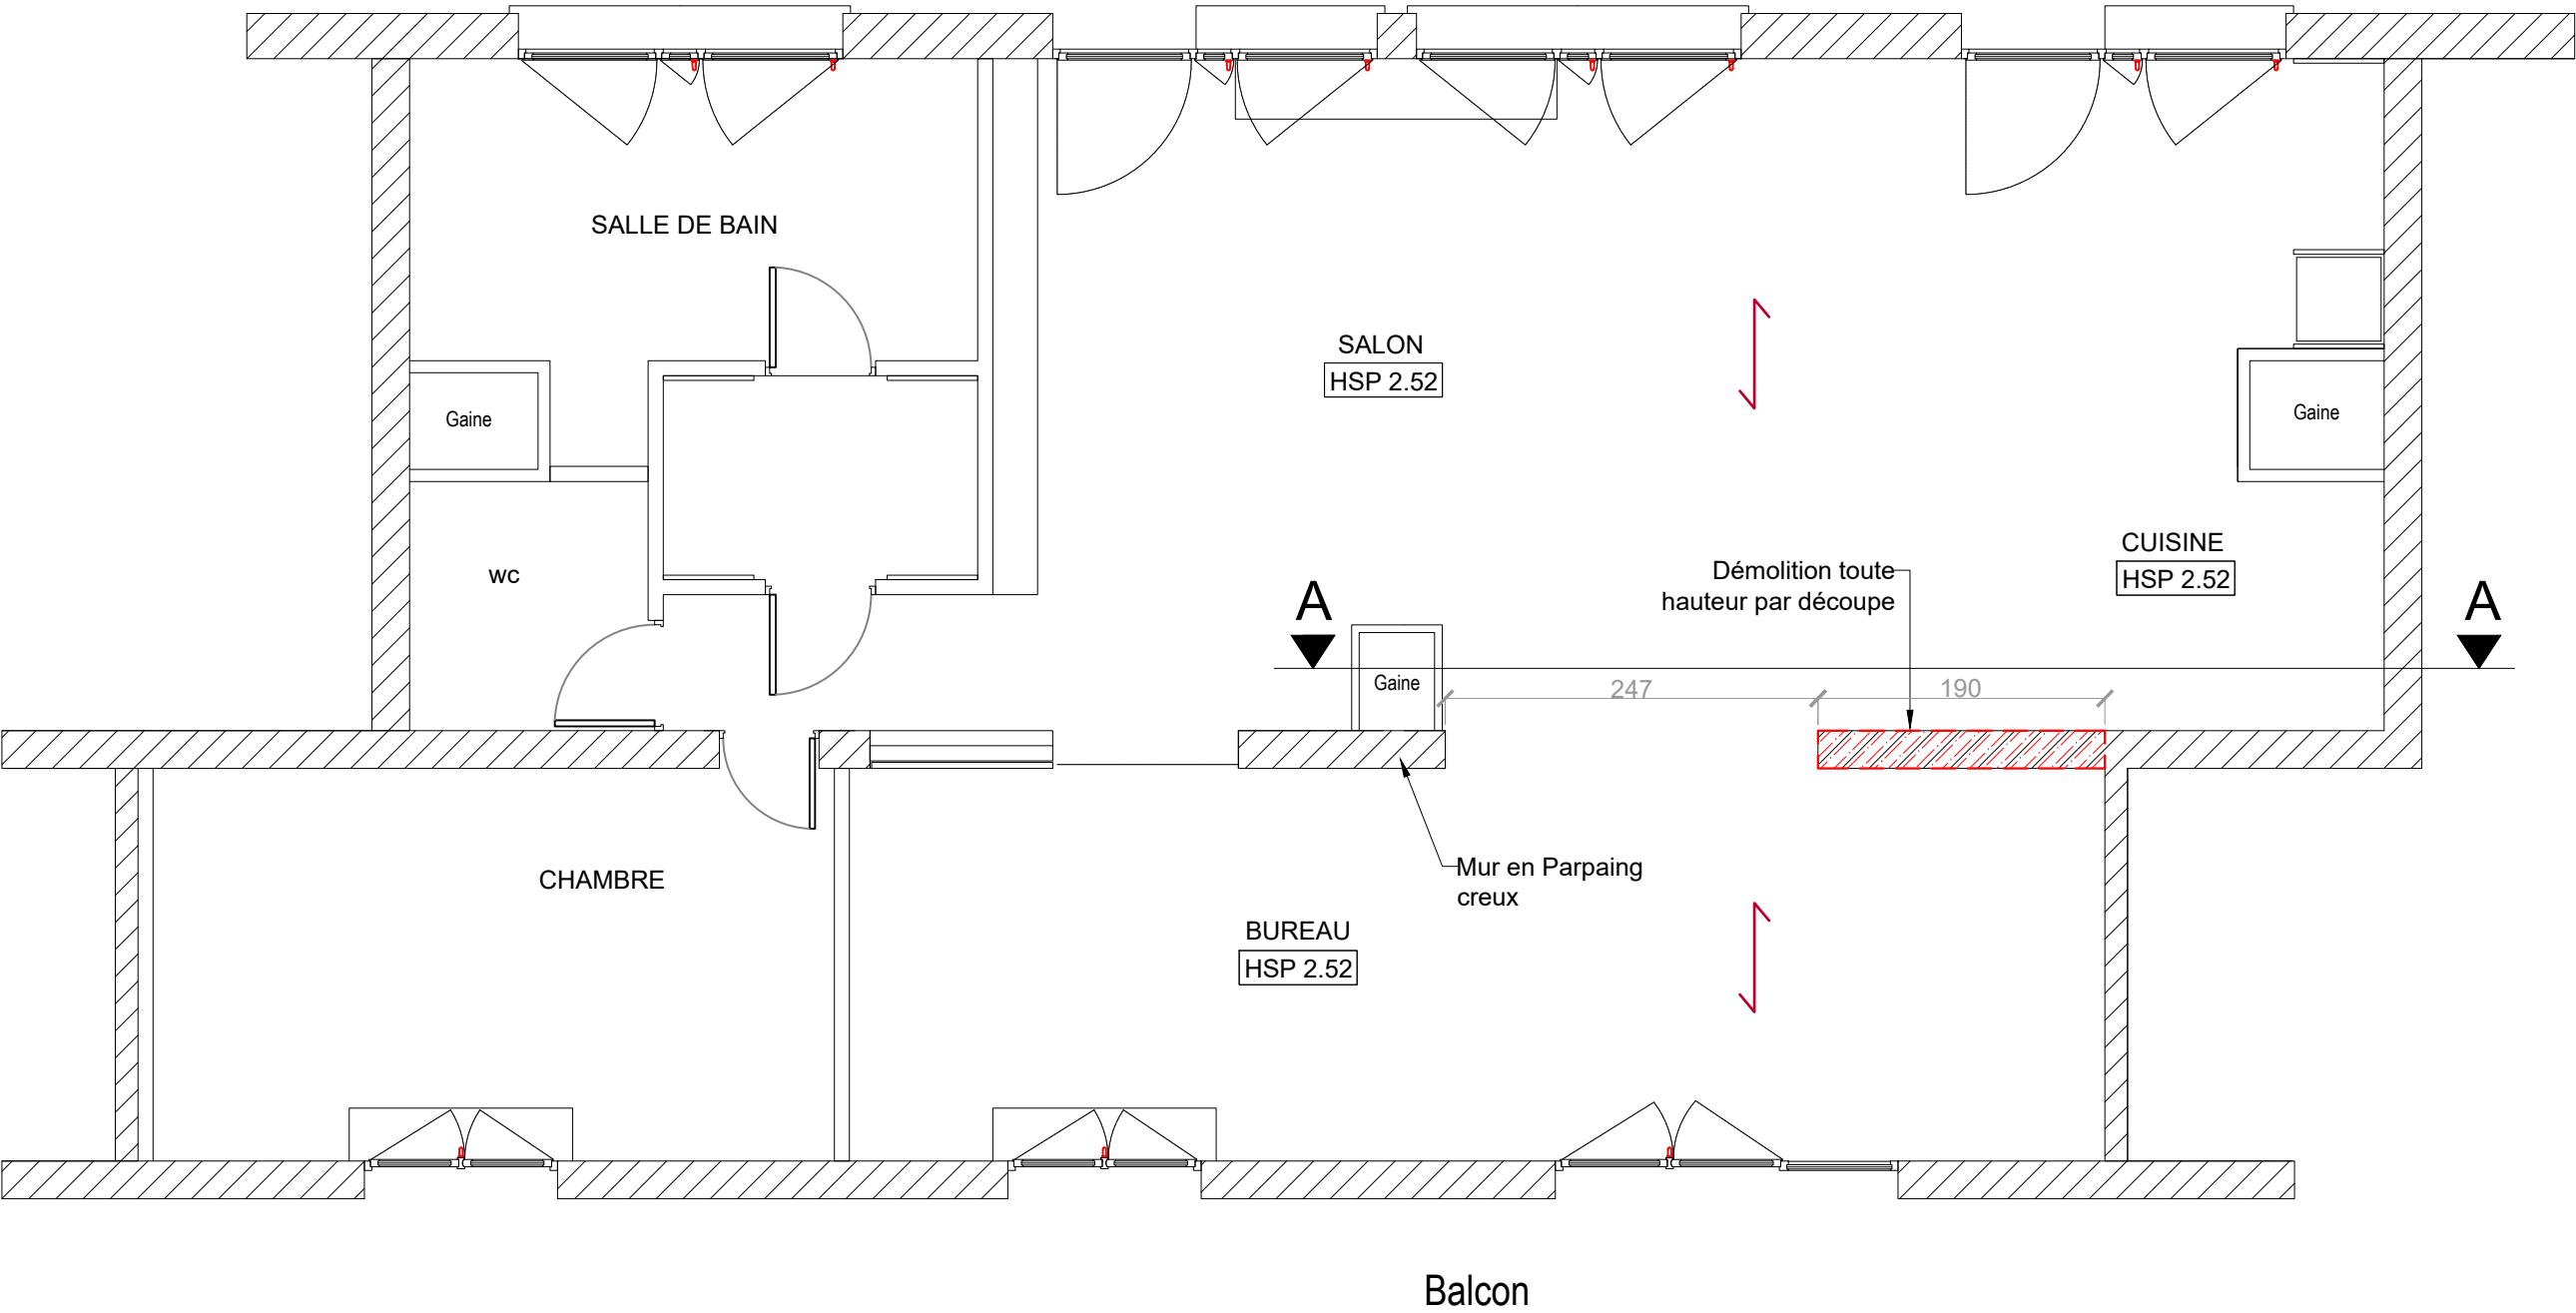 SALLE DE BAIN
SALON
HSP 2.52
Gaine
Gaine
CUISINE
HSP 2.52
wc
Démolition toute
hauteur par découpe
A
A
Gaine
247
190
Mur en Parpaing
creux
CHAMBRE
BUREAU
HSP 2.52
Balcon